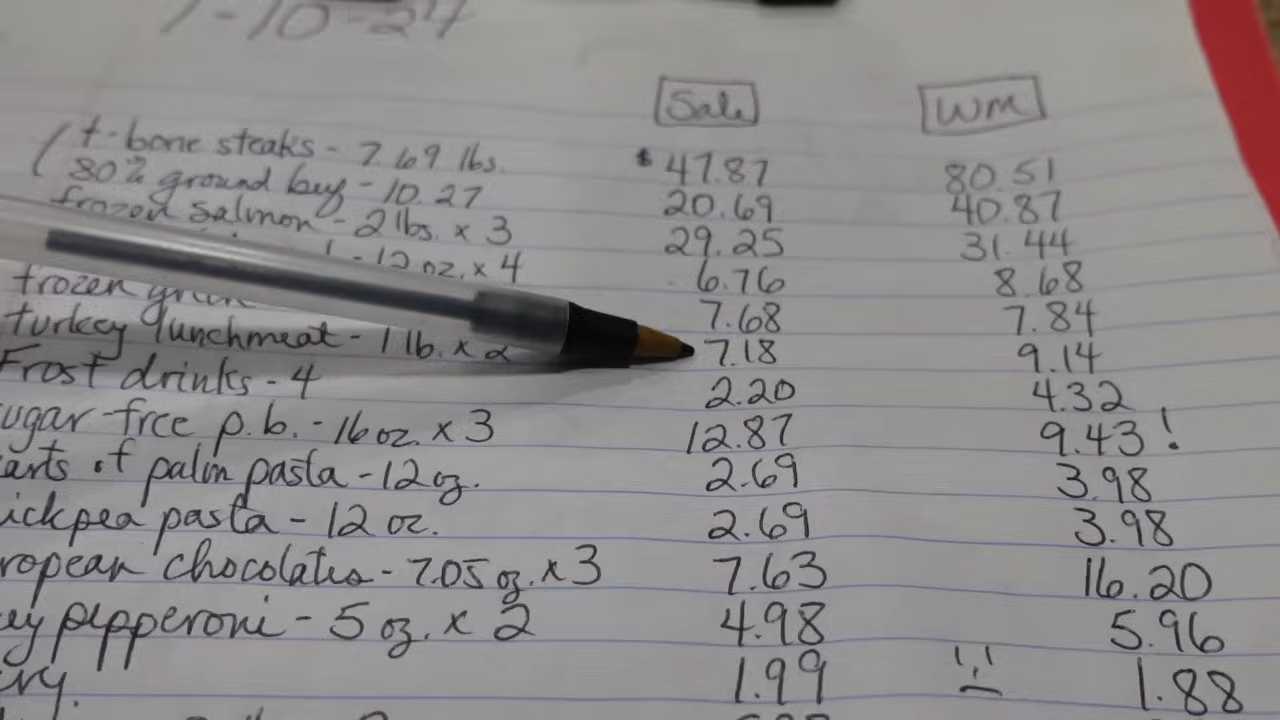 7-10-24
Sale WM
t-bone steaks - 7.69 lbs. $47.87 80.51
80% ground beef - 10.27 20.69 40.87
frozen salmon - 2 lbs. x 3 29.25 31.44
- 12 oz. x 4 6.76 8.68
frozen 7.68 7.84
turkey lunchmeat - 1 lb. x 2 7.18 9.14
Frost drinks - 4 2.20 4.32
ugar free p.b. - 16 oz. x 3 12.87 9.43!
arts of palm pasta - 12 oz. 2.69 3.98
ickpea pasta - 12 oz. 2.69 3.98
ropean chocolates - 7.05 oz. x 3 7.63 16.20
ey pepperoni - 5 oz. x 2 4.98 5.96
ery. 1.99 1.88